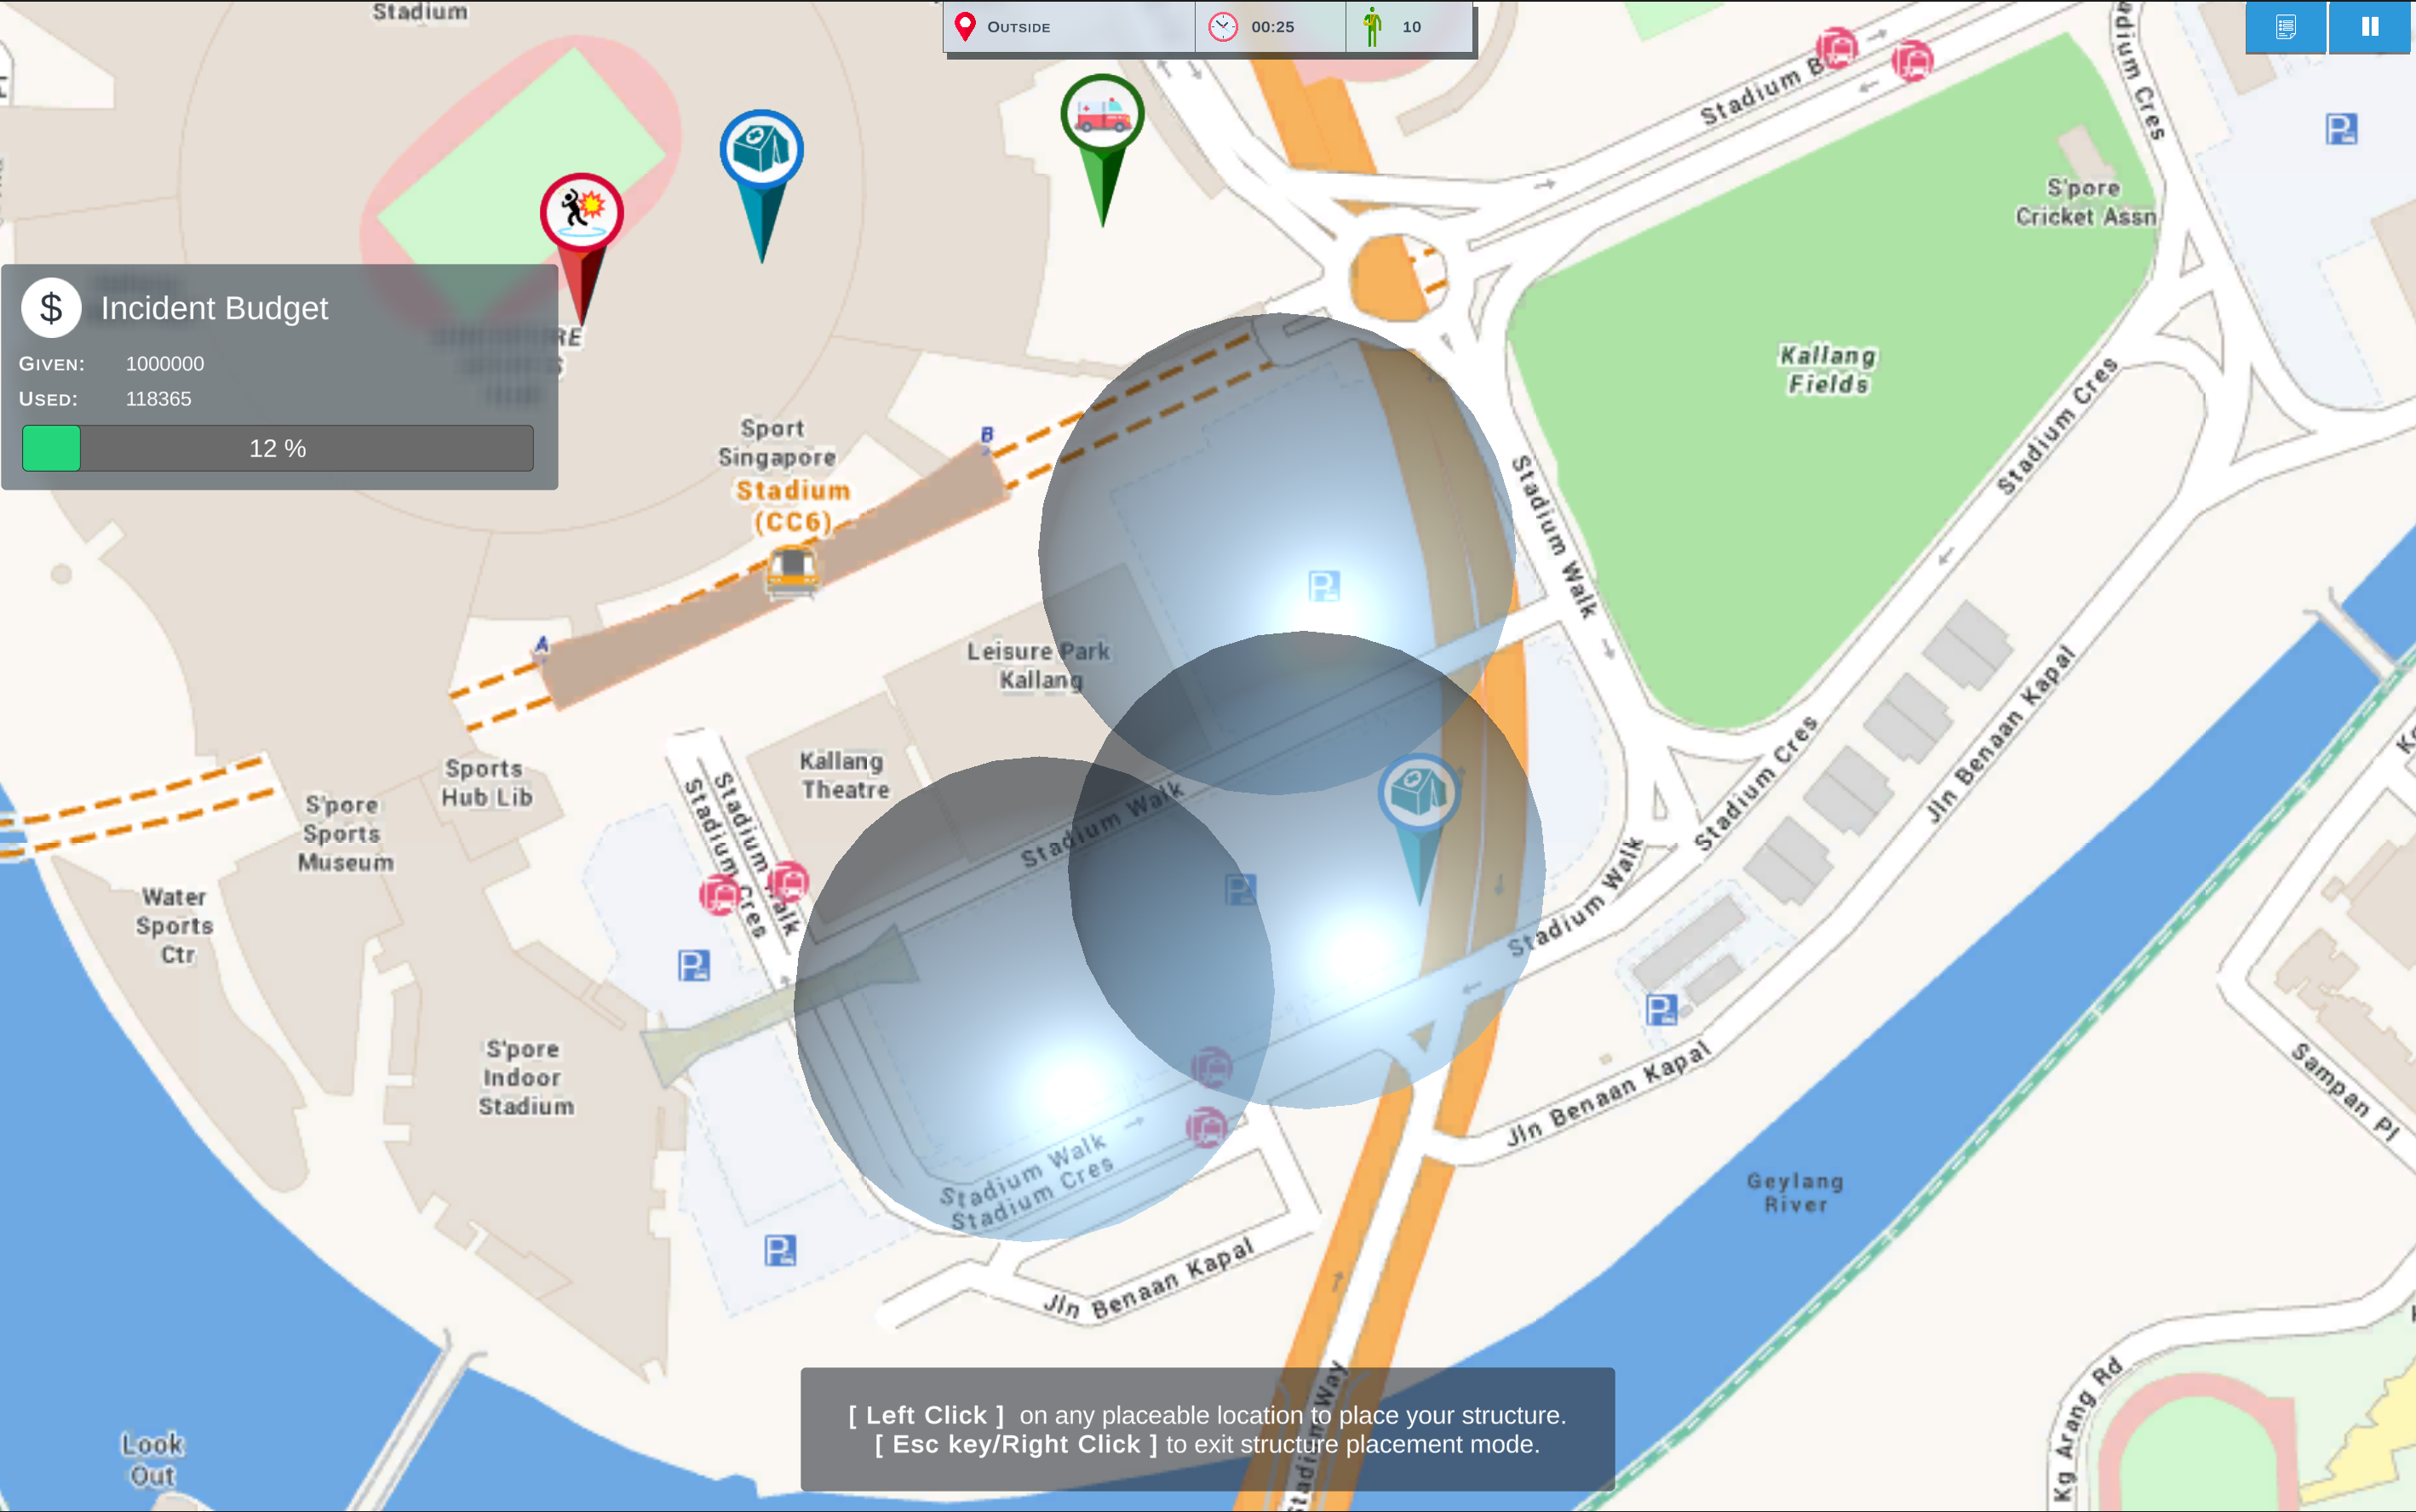 Stadium
OUTSIDE
00:25
10
Stadium B
Stadium Cres
S'pore
Cricket Assn
Incident Budget
GIVEN: 1000000
USED: 118365
12 %
Kallang
Fields
Sport
Singapore
Stadium
(CC6)
B
A
Stadium Walk
Stadium Cres
Leisure Park
Kallang
Jln Benaan Kapal
Kallang
Theatre
Sports
Hub Lib
S'pore
Sports
Museum
Stadium Walk
Stadium Cres
Stadium Walk
Stadium Cres
Water
Sports
Ctr
Stadium Walk
S'pore
Indoor
Stadium
Jln Benaan Kapal
Sampan Pl
Stadium Walk
Stadium Cres
Geylang
River
Jln Benaan Kapal
Stadium Way
Kg Arang Rd
Look
Out
[ Left Click ] on any placeable location to place your structure.
[ Esc key/Right Click ] to exit structure placement mode.